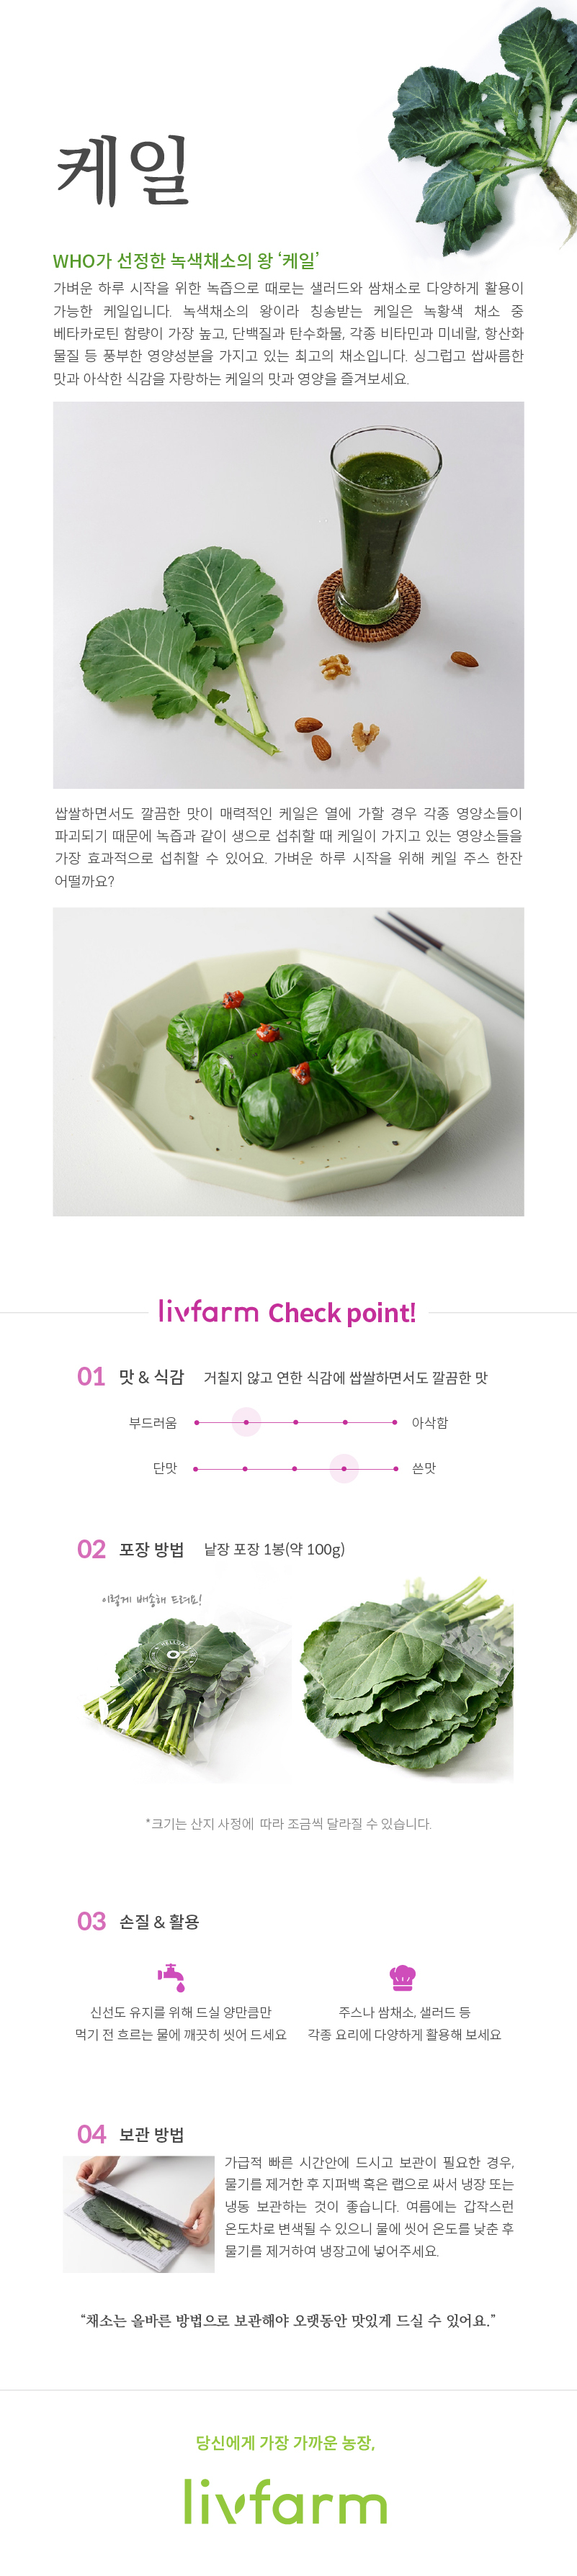 케일
WHO가 선정한 녹색채소의 왕 ‘케일’
가벼운 하루 시작을 위한 녹즙으로 때로는 샐러드와 쌈채소로 다양하게 활용이
가능한 케일입니다. 녹색채소의 왕이라 칭송받는 케일은 녹황색 채소 중
베타카로틴 함량이 가장 높고, 단백질과 탄수화물, 각종 비타민과 미네랄, 항산화
물질 등 풍부한 영양성분을 가지고 있는 최고의 채소입니다. 싱그럽고 쌉싸름한
맛과 아삭한 식감을 자랑하는 케일의 맛과 영양을 즐겨보세요.
쌉쌀하면서도 깔끔한 맛이 매력적인 케일은 열에 가할 경우 각종 영양소들이
파괴되기 때문에 녹즙과 같이 생으로 섭취할 때 케일이 가지고 있는 영양소들을
가장 효과적으로 섭취할 수 있어요. 가벼운 하루 시작을 위해 케일 주스 한잔
어떨까요?
livfarm Check point!
01 맛 & 식감 거칠지 않고 연한 식감에 쌉쌀하면서도 깔끔한 맛
부드러움 아삭함
단맛 쓴맛
02 포장 방법 낱장 포장 1봉(약 100g)
이렇게 배송해 드려요!
*크기는 산지 사정에 따라 조금씩 달라질 수 있습니다.
03 손질 & 활용
신선도 유지를 위해 드실 양만큼만
먹기 전 흐르는 물에 깨끗히 씻어 드세요
주스나 쌈채소, 샐러드 등
각종 요리에 다양하게 활용해 보세요
04 보관 방법
가급적 빠른 시간안에 드시고 보관이 필요한 경우,
물기를 제거한 후 지퍼백 혹은 랩으로 싸서 냉장 또는
냉동 보관하는 것이 좋습니다. 여름에는 갑작스런
온도차로 변색될 수 있으니 물에 씻어 온도를 낮춘 후
물기를 제거하여 냉장고에 넣어주세요.
“채소는 올바른 방법으로 보관해야 오랫동안 맛있게 드실 수 있어요.”
당신에게 가장 가까운 농장,
livfarm